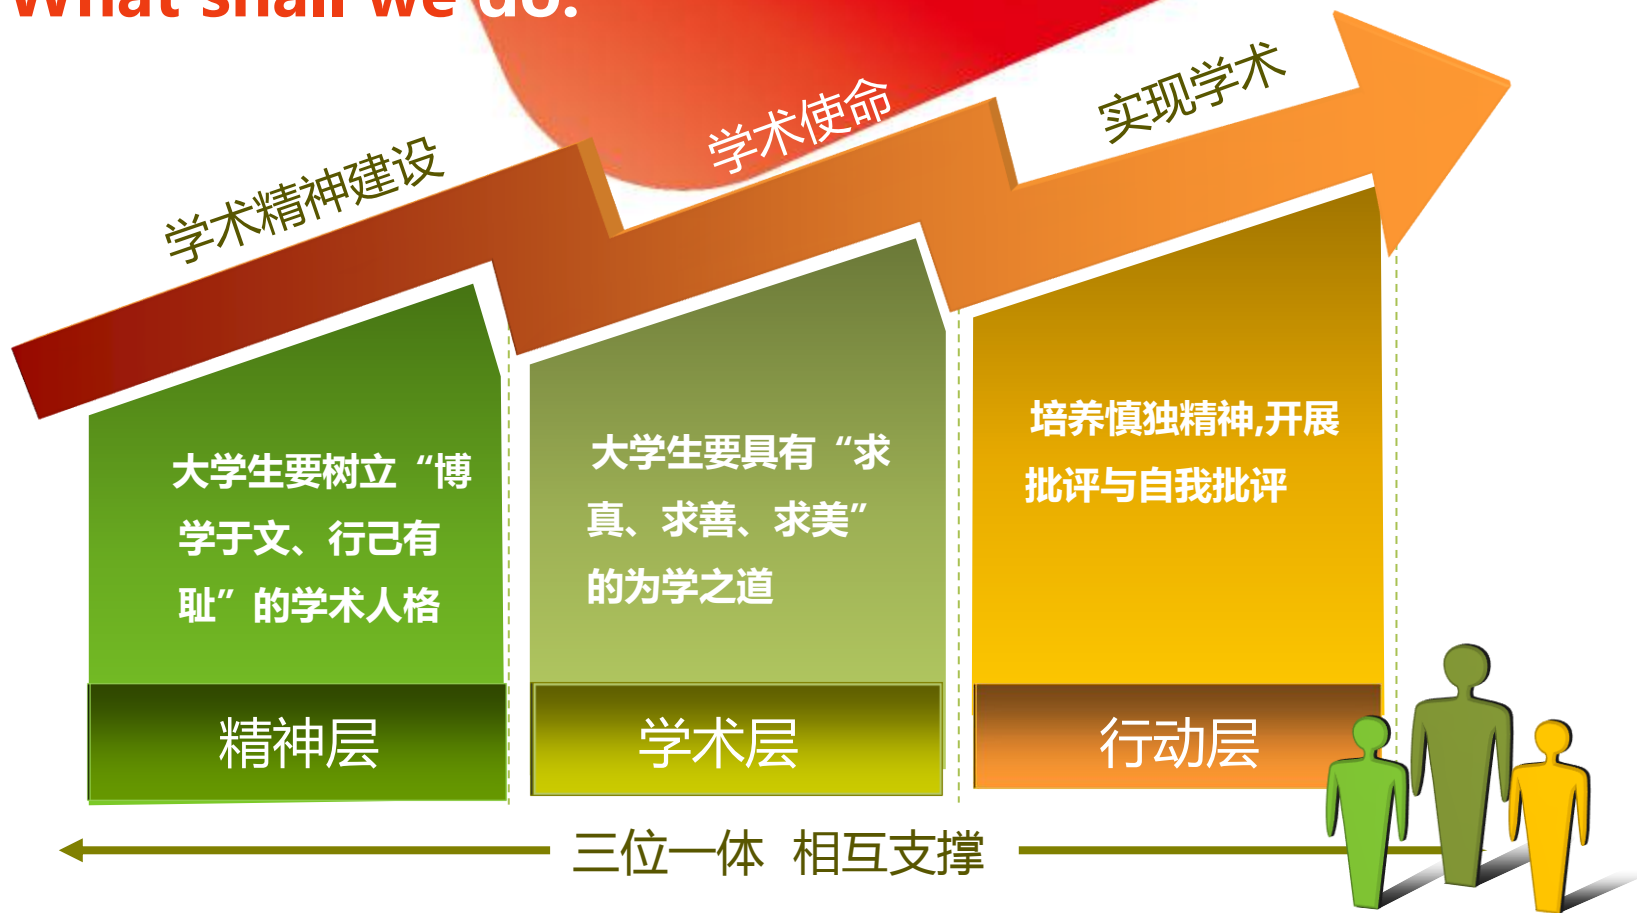 What shall we do.
学术精神建设
学术使命
实现学术
大学生要树立“博
学于文、行己有
耻”的学术人格
大学生要具有“求
真、求善、求美”
的为学之道
培养慎独精神,开展
批评与自我批评
精神层
学术层
行动层
三位一体 相互支撑